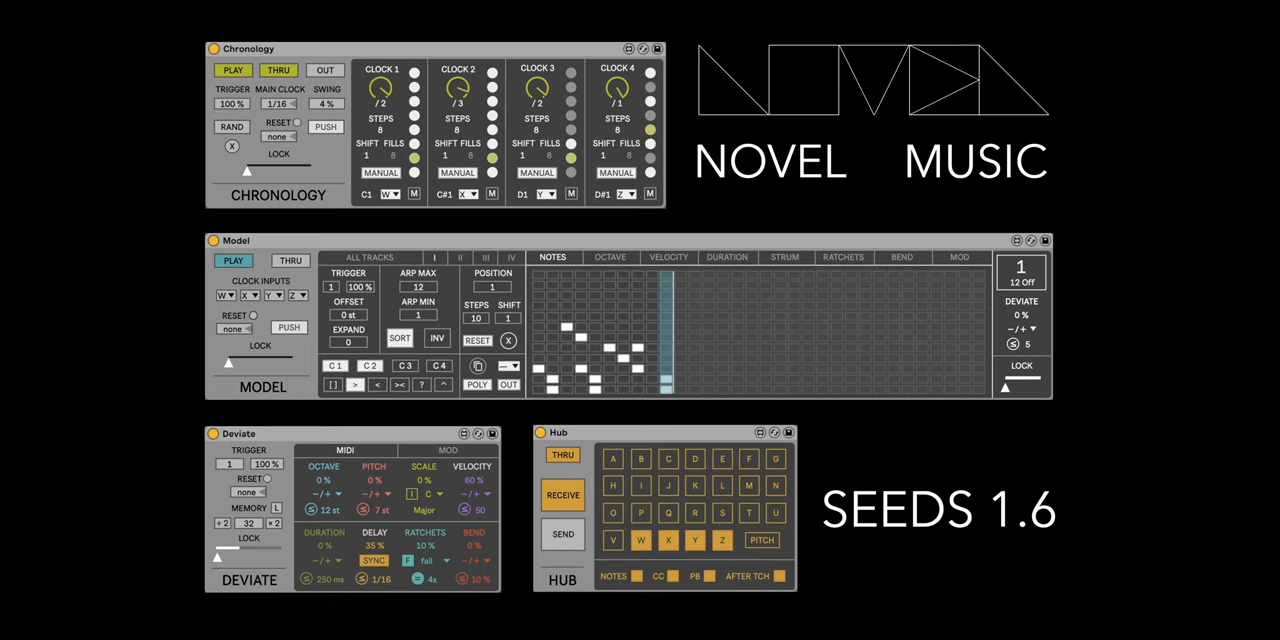 Chronology
PLAY THRU OUT
TRIGGER MAIN CLOCK SWING
100 % 1/16 4 %
RAND RESET PUSH
none
X
LOCK
CHRONOLOGY
CLOCK 1 CLOCK 2 CLOCK 3 CLOCK 4
/ 2 / 3 / 2 / 1
STEPS STEPS STEPS STEPS
8 8 8 8
SHIFT FILLS SHIFT FILLS SHIFT FILLS SHIFT FILLS
1 8 1 8 1 8 1 8
MANUAL MANUAL MANUAL MANUAL
C1 W M C#1 X M D1 Y M D#1 Z M
NOVEL MUSIC
Model
PLAY THRU
CLOCK INPUTS
W X Y Z
RESET
none PUSH
LOCK
MODEL
ALL TRACKS I II III IV
TRIGGER ARP MAX POSITION
1 100 % 12 1
OFFSET ARP MIN STEPS SHIFT
0 st 1 10 1
EXPAND
0 SORT INV RESET X
C 1 C 2 C 3 C 4
[ ] > < >< ? ^ POLY OUT
NOTES OCTAVE VELOCITY DURATION STRUM RATCHETS BEND MOD
1
12 Off
DEVIATE
0 %
–/+
≤ 5
LOCK
Deviate
TRIGGER
1 100 %
RESET
none
MEMORY L
÷ 2 32 × 2
LOCK
DEVIATE
MIDI MOD
OCTAVE PITCH SCALE VELOCITY
0 % 0 % 0 % 60 %
–/+ –/+ I C –/+
≤ 12 st ≤ 7 st Major ≤ 50
DURATION DELAY RATCHETS BEND
0 % 35 % 10 % 0 %
–/+ SYNC F fall –/+
≤ 250 ms ≤ 1/16 = 4x ≤ 10 %
Hub
THRU
RECEIVE
SEND
HUB
A B C D E F G
H I J K L M N
O P Q R S T U
V W X Y Z PITCH
NOTES CC PB AFTER TCH
SEEDS 1.6